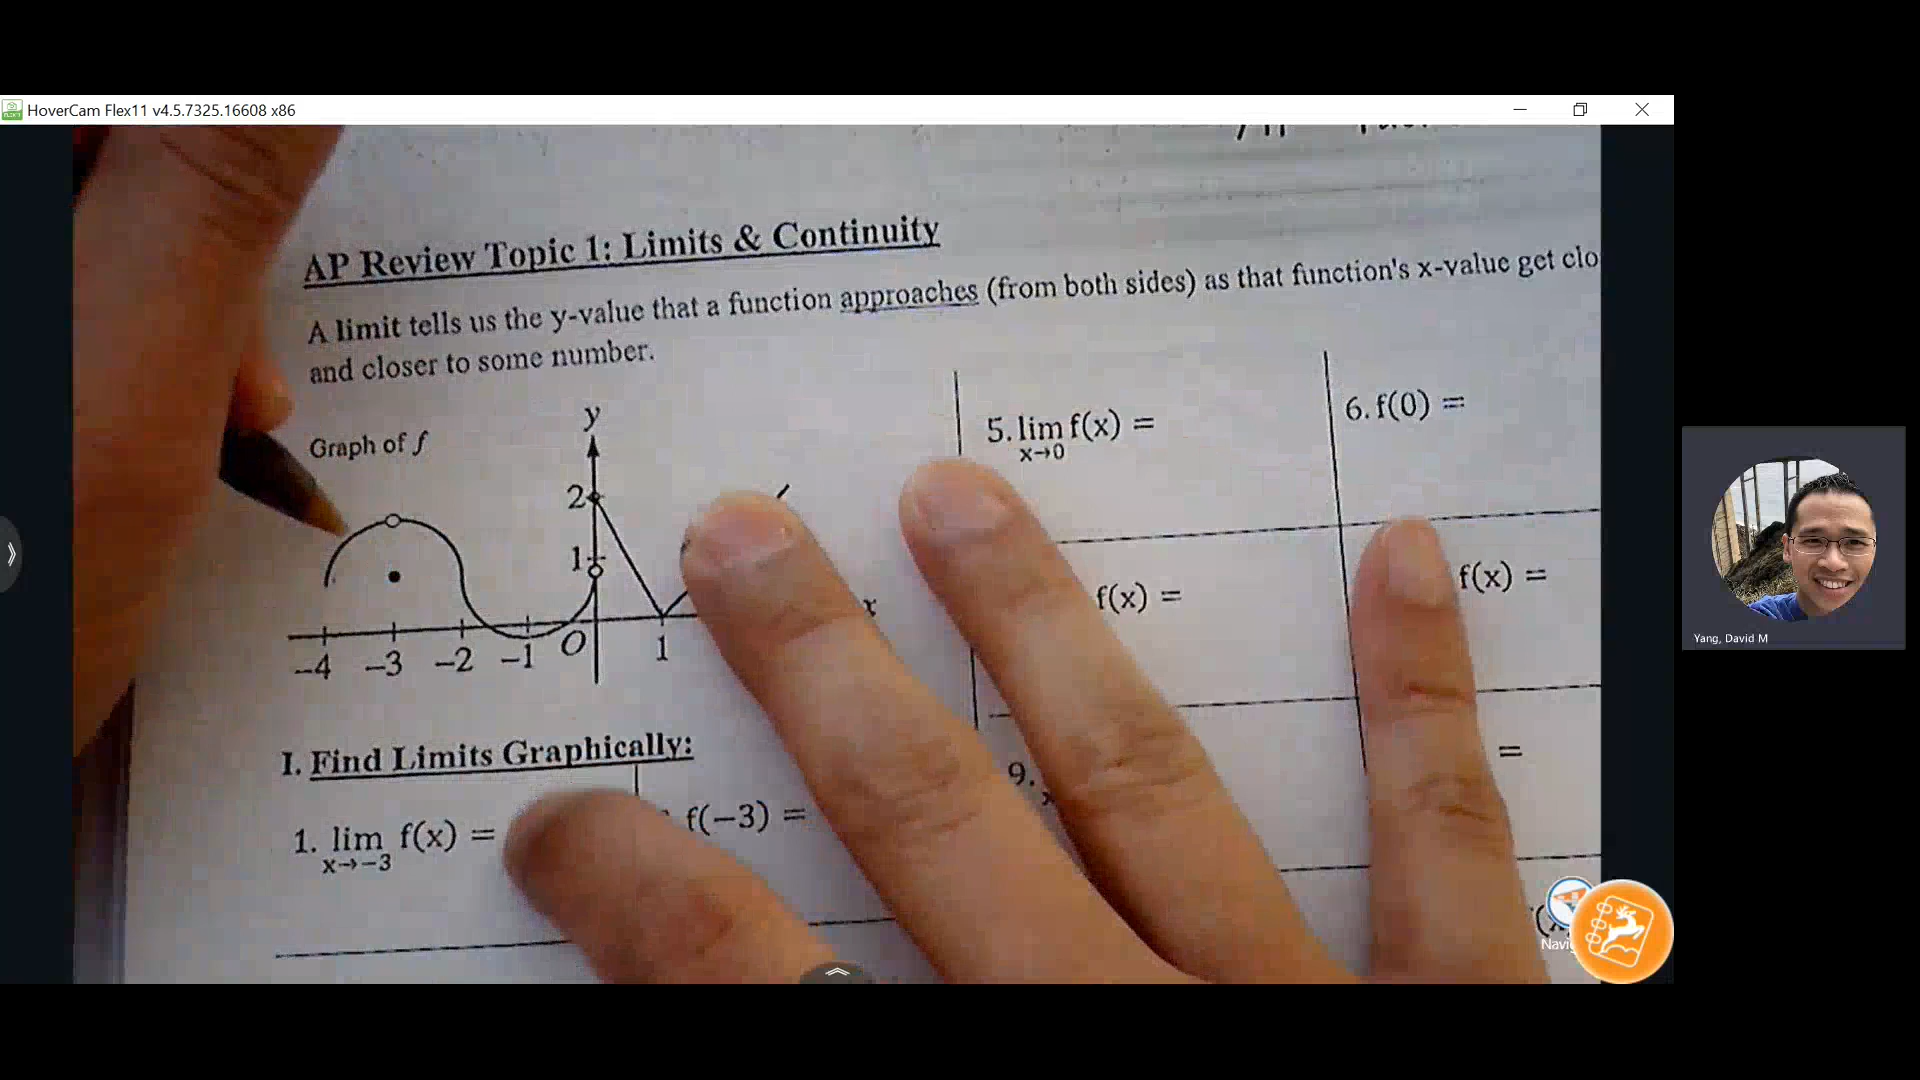 HoverCam Flex11 v4.5.7325.16608 x86
AP Review Topic 1: Limits & Continuity
A limit tells us the y-value that a function approaches (from both sides) as that function's x-value get clo
and closer to some number.
Graph of f
y
2
1
x
-4 -3 -2 -1 O 1
I. Find Limits Graphically:
1. lim f(x) =
x→-3
f(-3) =
5. lim f(x) =
x→0
6. f(0) =
f(x) =
f(x) =
9.
x
=
Navi
Yang, David M